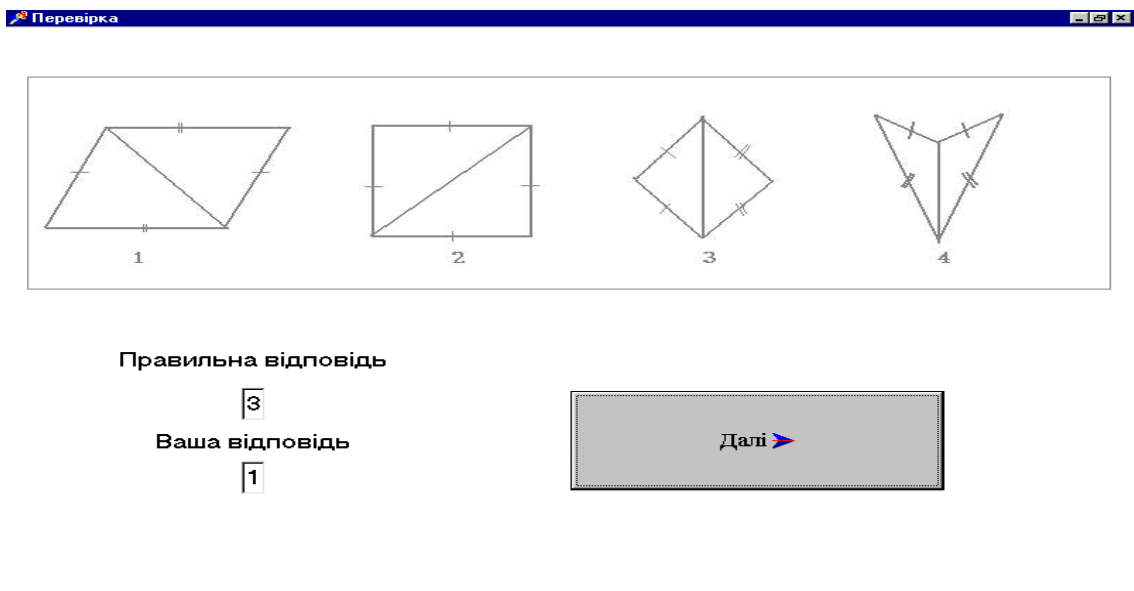 Перевірка
1 2 3 4
Правильна відповідь
3
Ваша відповідь
1
Далі